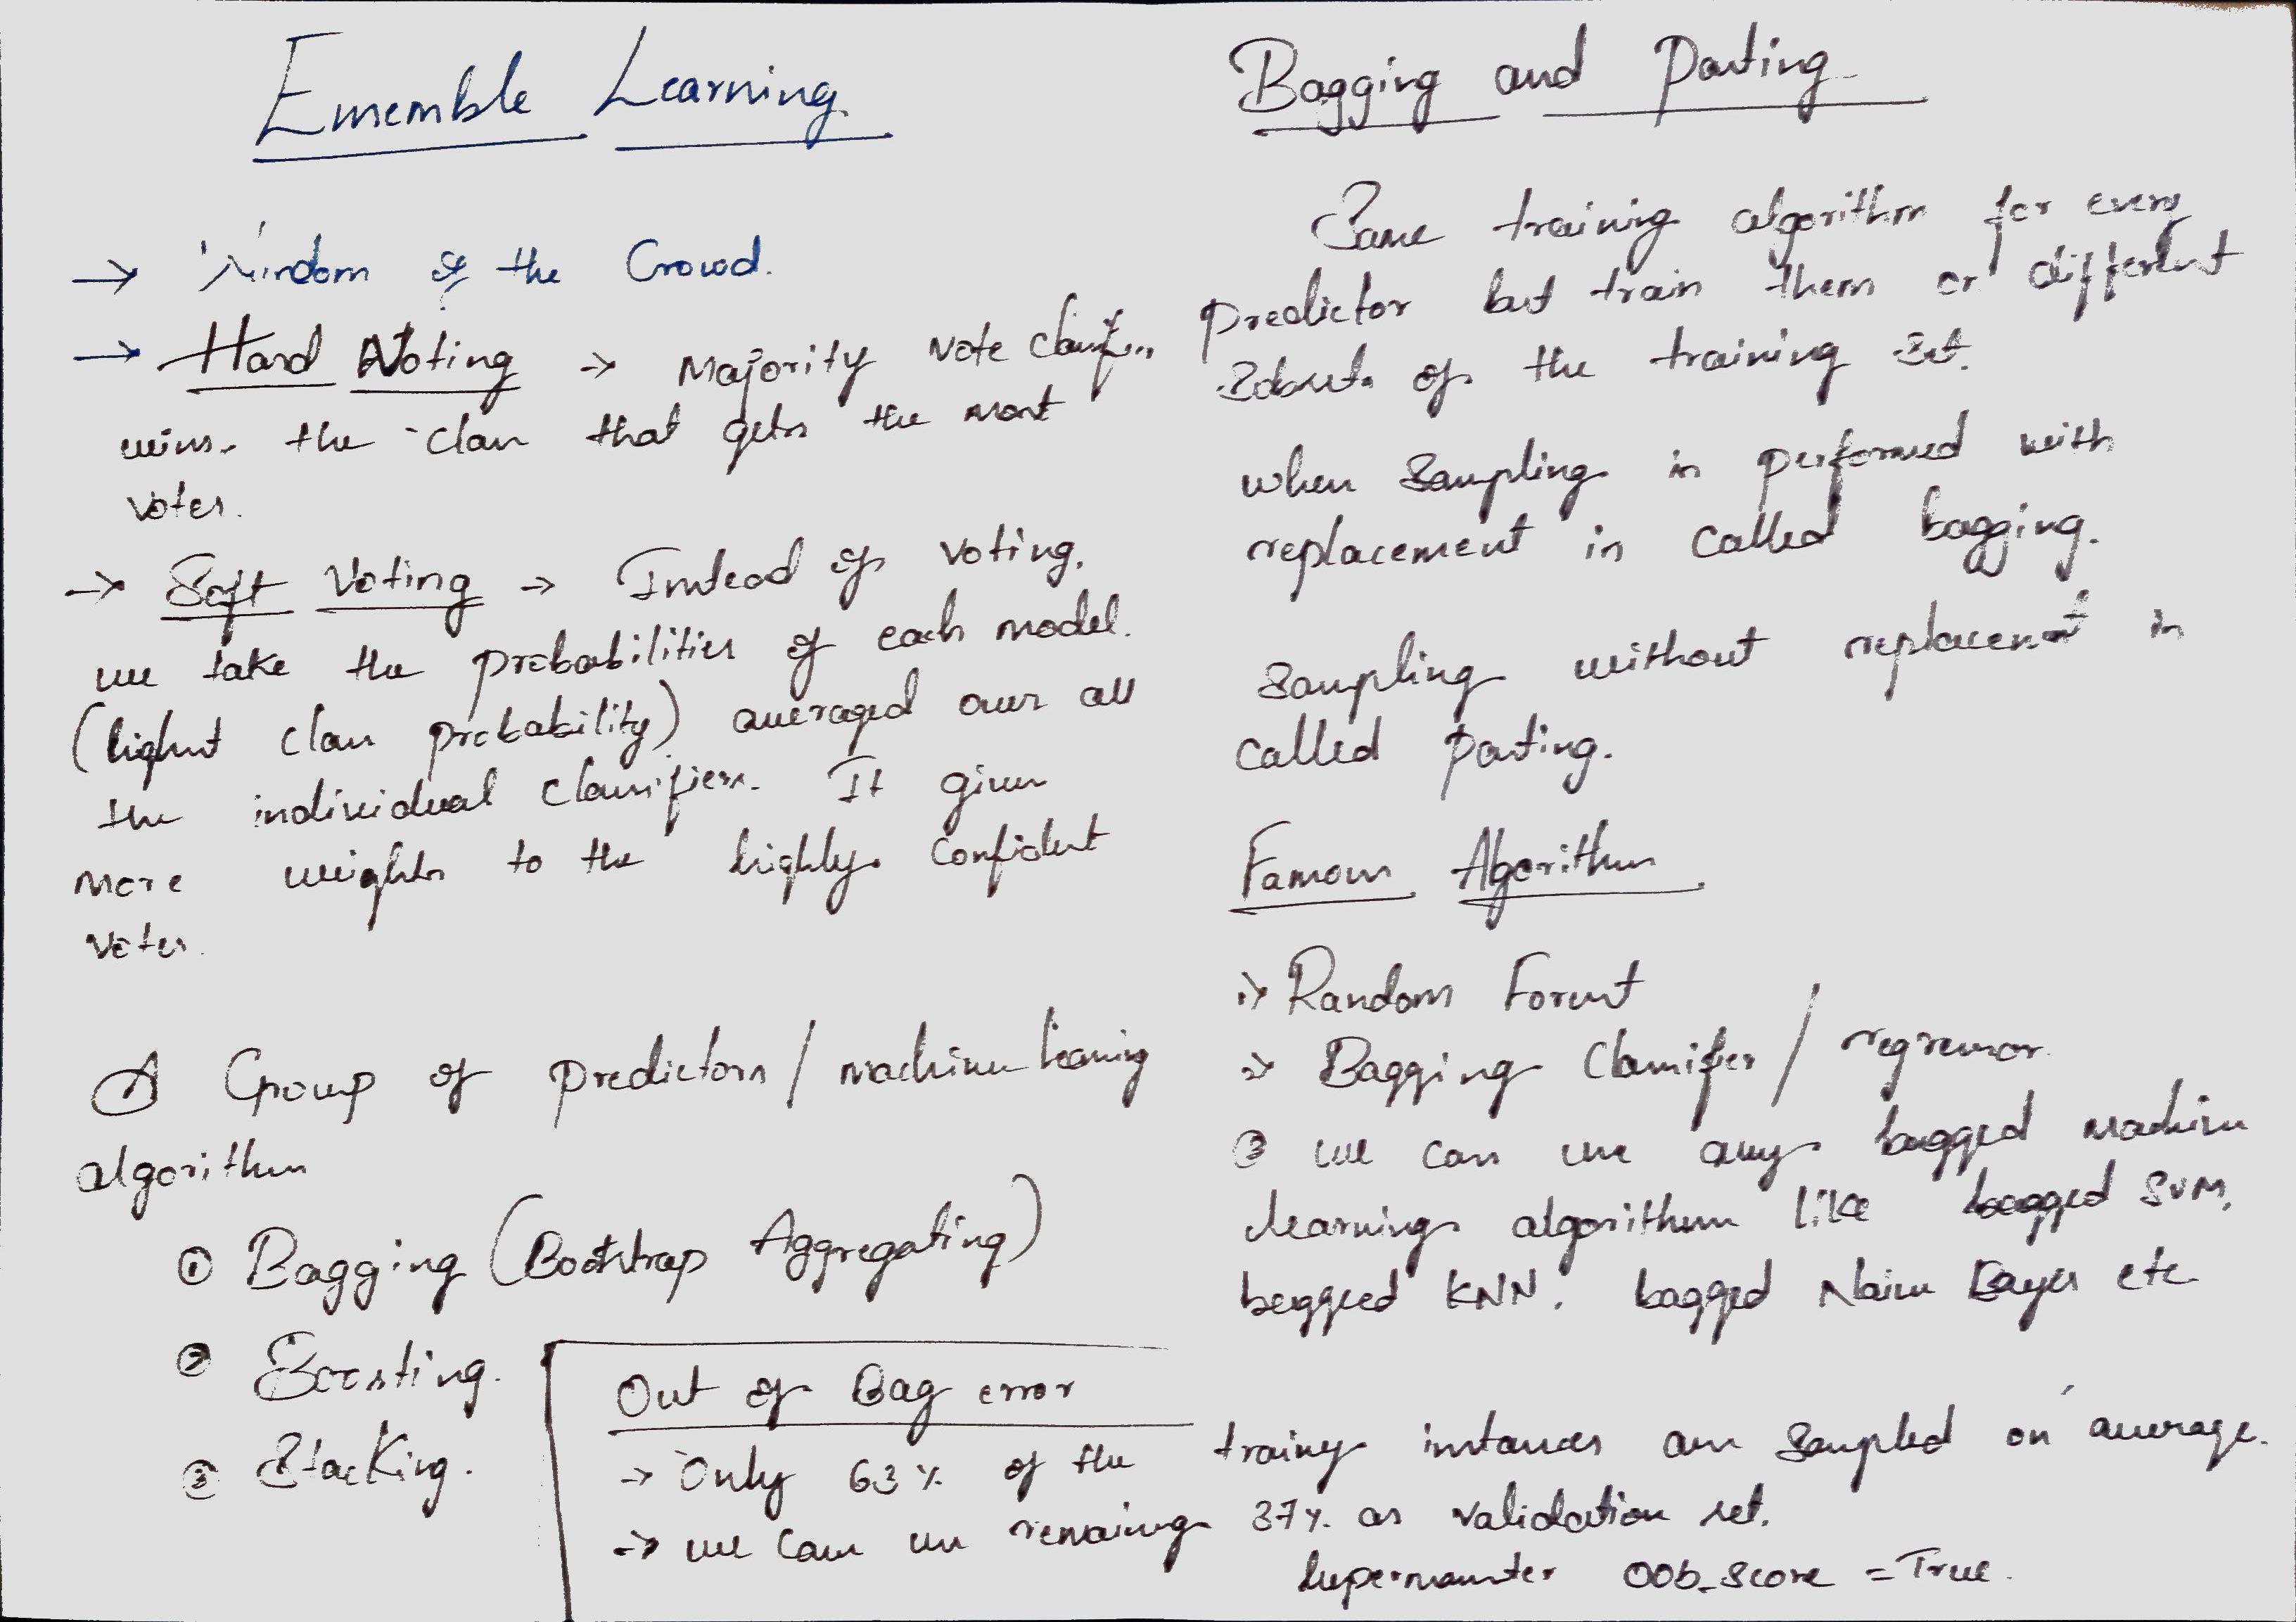 Ensemble Learning
→ Wisdom of the Crowd.
→ Hard Voting → Majority vote
wins. the class that gets the most
votes.
→ Soft Voting → Instead of voting,
we take the probabilities of each model.
(highest class probability) averaged over all
the individual classifiers. It gives
more weights to the highly confident
votes.
A Group of predictors / machine learning
algorithm
① Bagging (Bootstrap Aggregating)
② Boosting.
③ Stacking.
Bagging and Pasting
Same training algorithm for every
predictor but train them on different
subsets of the training set.
when sampling is performed with
replacement is called bagging.
Sampling without replacement is
called pasting.
Famous Algorithm
1> Random Forest
2> Bagging Classifier / regressor.
③ we can use any bagged machine
learning algorithm like bagged SVM,
bagged KNN, bagged Naive Bayes etc
Out of Bag error
→ Only 63% of the training instances are sampled on average.
→ we can use remaining 37% as validation set.
OOb_score = True.